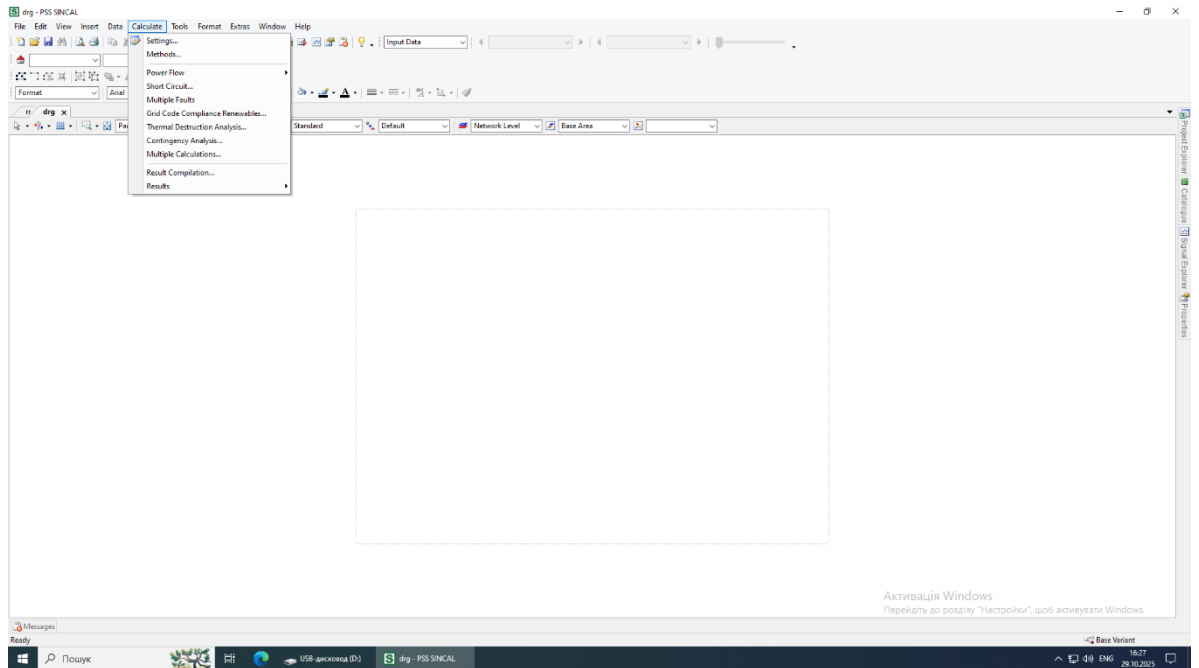 drg - PSS SINCAL
File Edit View Insert Data Calculate Tools Format Extras Window Help
Settings...
Input Data
Methods...
Power Flow
Short Circuit...
Format
Arial
Multiple Faults
Grid Code Compliance Renewables...
drg x
Thermal Destruction Analysis...
Standard
Default
Network Level
Base Area
Contingency Analysis...
Multiple Calculations...
Result Compilation...
Results
Project Explorer
Catalogue
Signal Explorer
Properties
Активація Windows
Перейдіть до розділу "Настройки", щоб активувати Windows.
Messages
Ready
Base Variant
Пошук
USB-дисковод (D:)
drg - PSS SINCAL
ENG
16:27
29.10.2025